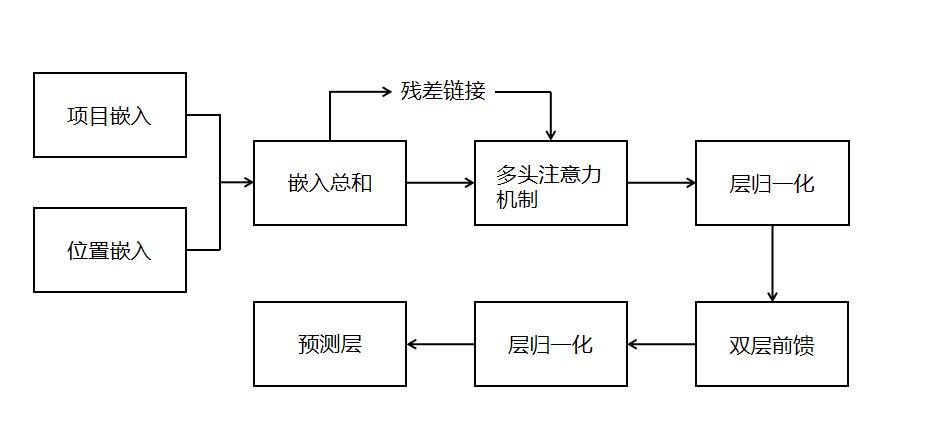 项目嵌入
位置嵌入
嵌入总和
残差链接
多头注意力
机制
层归一化
双层前馈
层归一化
预测层